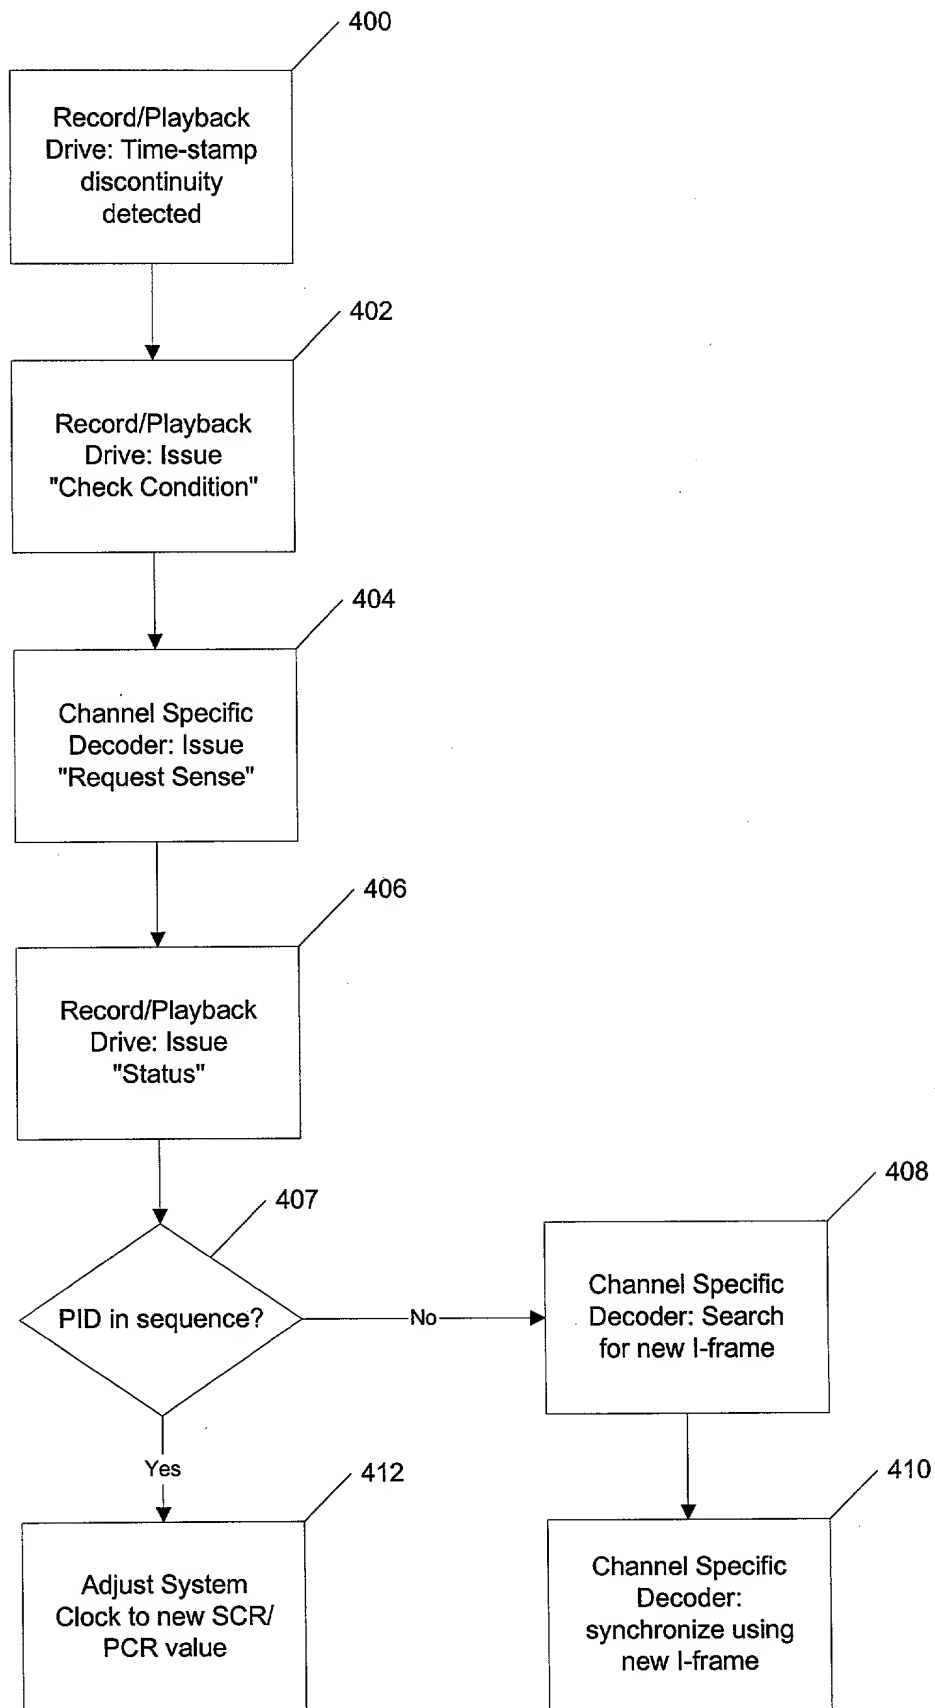 400
Record/Playback
Drive: Time-stamp
discontinuity
detected
402
Record/Playback
Drive: Issue
"Check Condition"
404
Channel Specific
Decoder: Issue
"Request Sense"
406
Record/Playback
Drive: Issue
"Status"
407
PID in sequence?
No
408
Channel Specific
Decoder: Search
for new I-frame
Yes
412
Adjust System
Clock to new SCR/
PCR value
410
Channel Specific
Decoder:
synchronize using
new I-frame